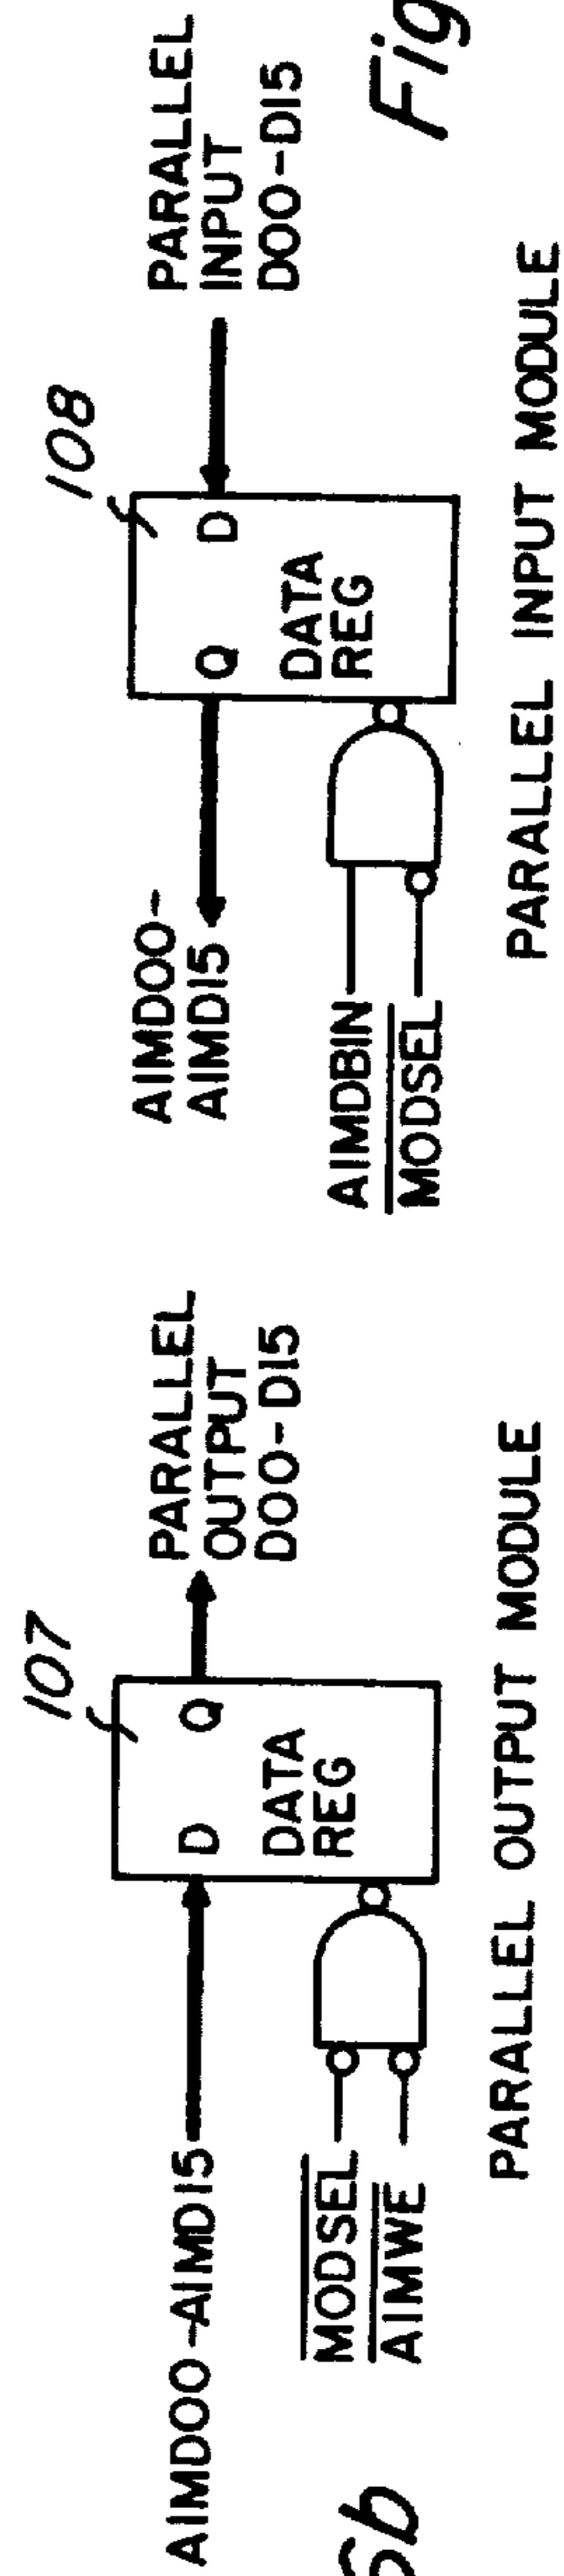 107
AIMD00-AIMD15
D
Q
PARALLEL
OUTPUT
D00-D15
DATA
REG
MODSEL
AIMWE
PARALLEL OUTPUT MODULE
108
AIMD00-
AIMD15
Q
D
PARALLEL
INPUT
D00-D15
DATA
REG
AIMDBIN
MODSEL
PARALLEL INPUT MODULE
Fig